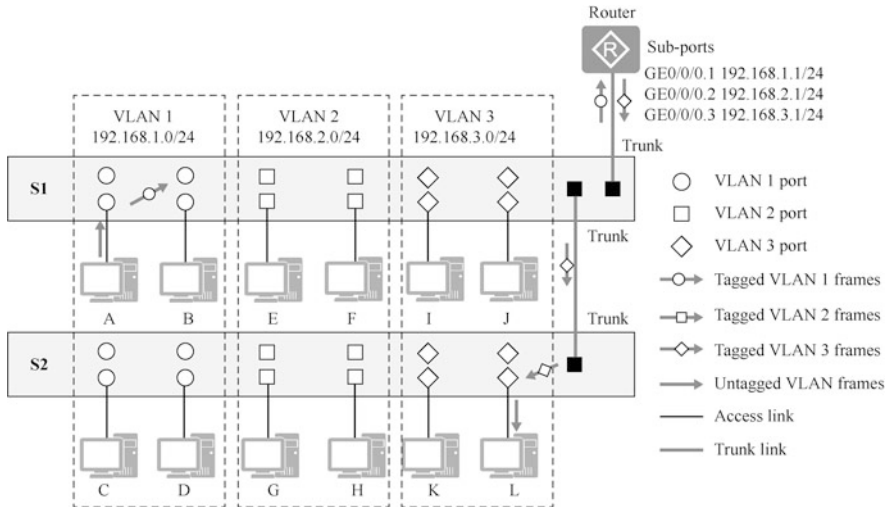 Router
R
Sub-ports
GE0/0/0.1 192.168.1.1/24
GE0/0/0.2 192.168.2.1/24
GE0/0/0.3 192.168.3.1/24
VLAN 1
192.168.1.0/24
VLAN 2
192.168.2.0/24
VLAN 3
192.168.3.0/24
Trunk
S1
Trunk
A
B
E
F
I
J
Trunk
S2
C
D
G
H
K
L
VLAN 1 port
VLAN 2 port
VLAN 3 port
Tagged VLAN 1 frames
Tagged VLAN 2 frames
Tagged VLAN 3 frames
Untagged VLAN frames
Access link
Trunk link